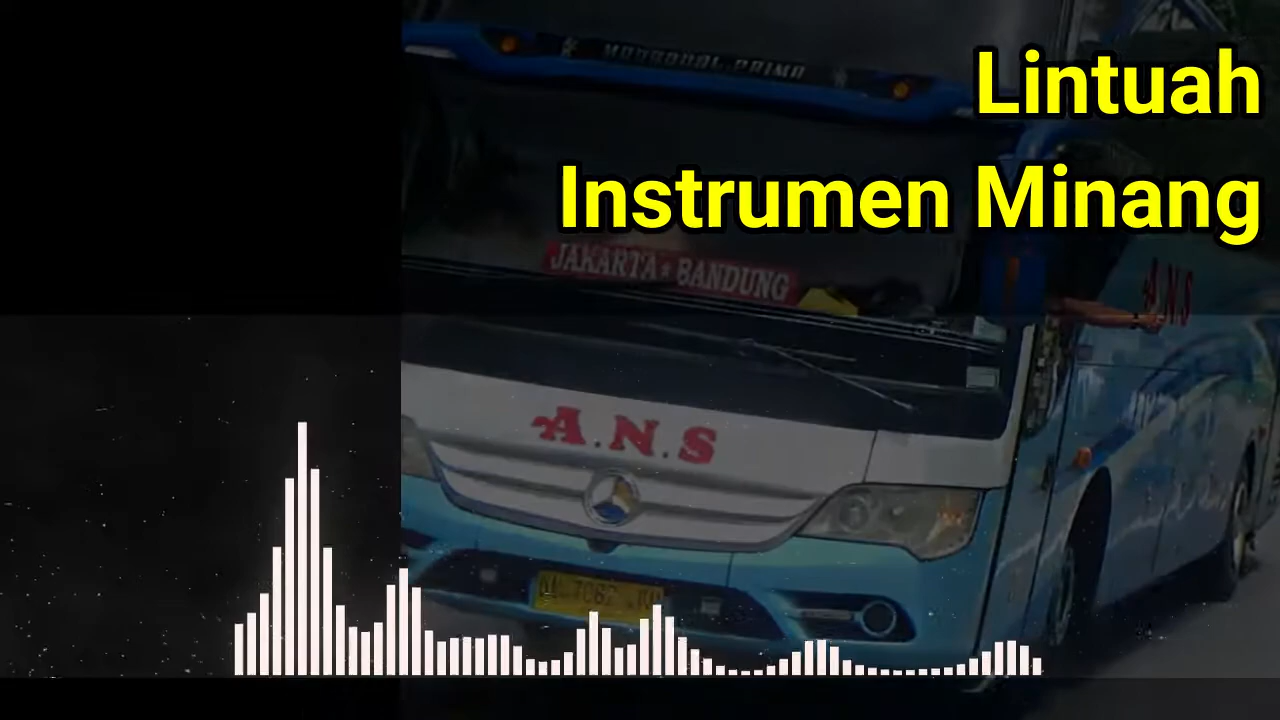 Lintuah
Instrumen Minang
JAKARTA BANDUNG
A.N.S
A.N.S